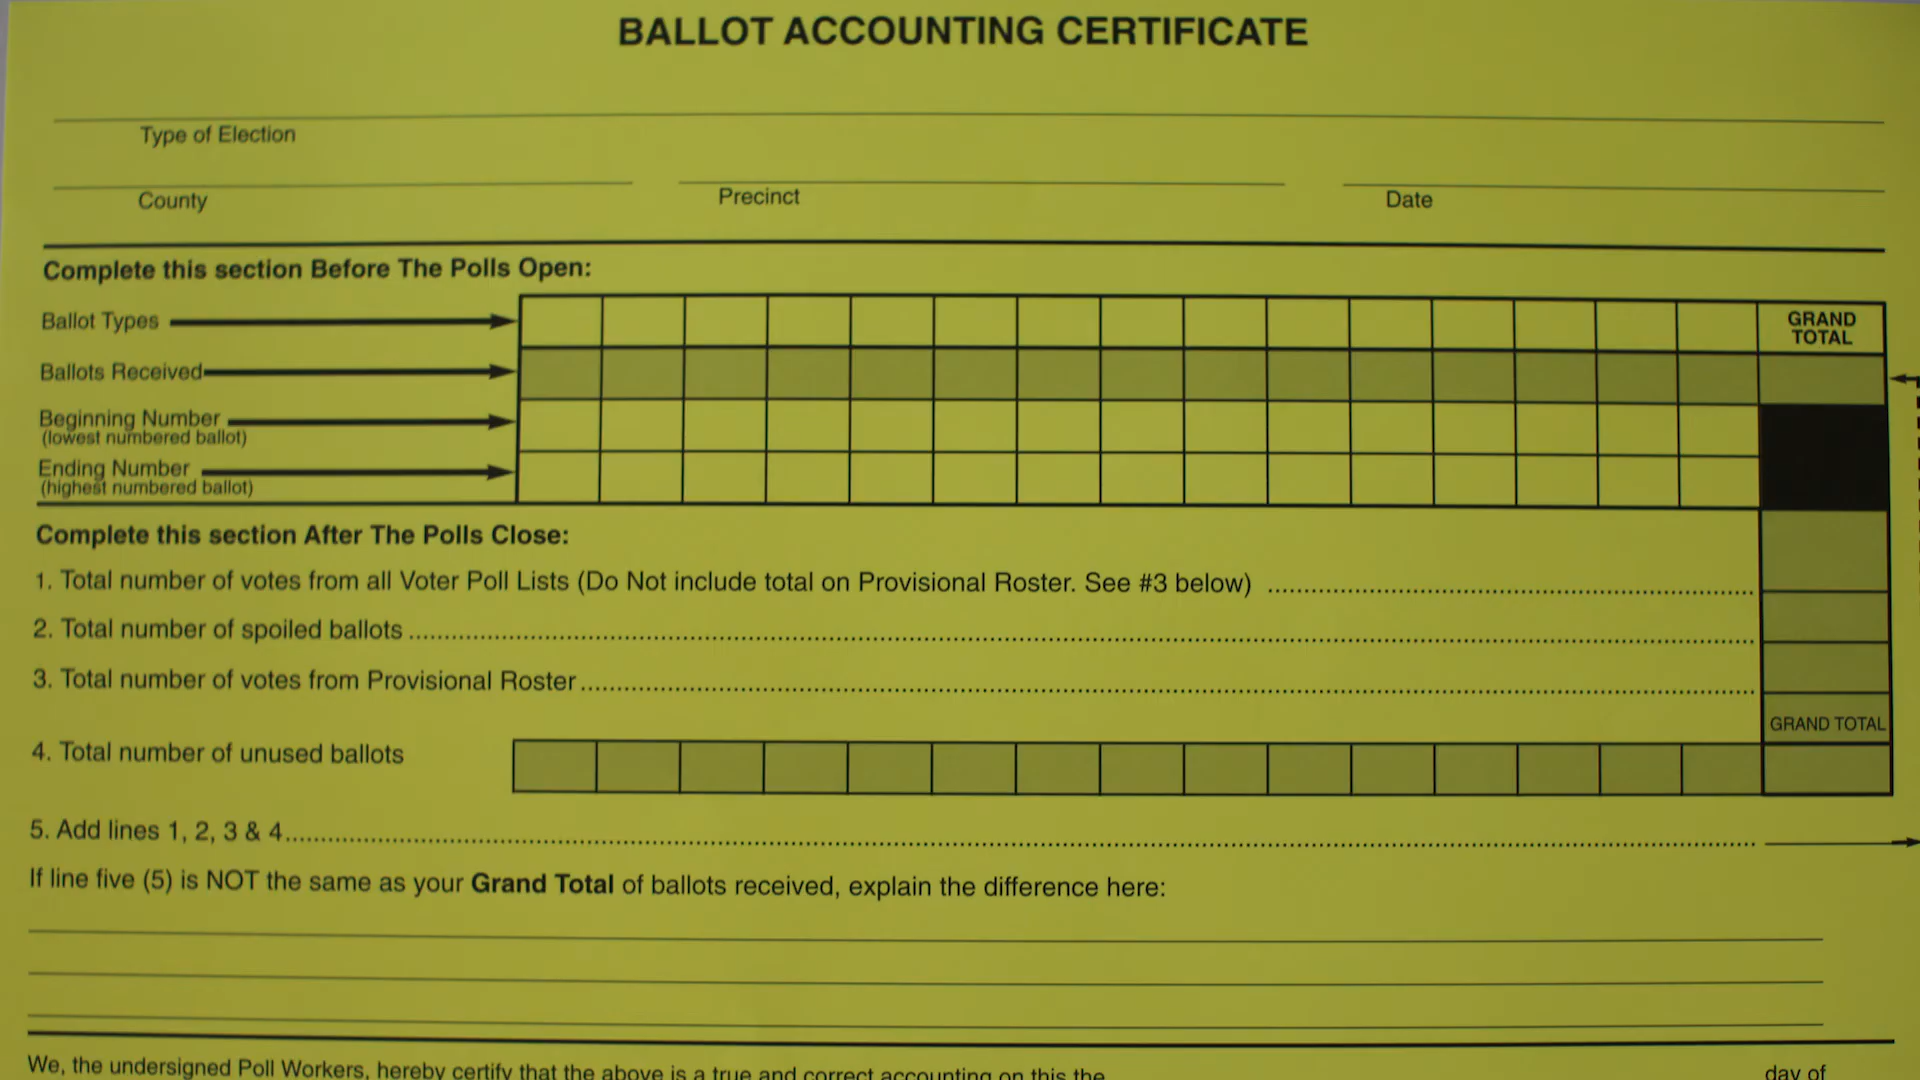 BALLOT ACCOUNTING CERTIFICATE
Type of Election
County Precinct Date
Complete this section Before The Polls Open:
Ballot Types
GRAND
TOTAL
Ballots Received
Beginning Number
(lowest numbered ballot)
Ending Number
(highest numbered ballot)
Complete this section After The Polls Close:
1. Total number of votes from all Voter Poll Lists (Do Not include total on Provisional Roster. See #3 below)
2. Total number of spoiled ballots
3. Total number of votes from Provisional Roster
GRAND TOTAL
4. Total number of unused ballots
5. Add lines 1, 2, 3 & 4
If line five (5) is NOT the same as your Grand Total of ballots received, explain the difference here:
We, the undersigned Poll Workers, hereby certify that the above is a true and correct accounting on this the day of